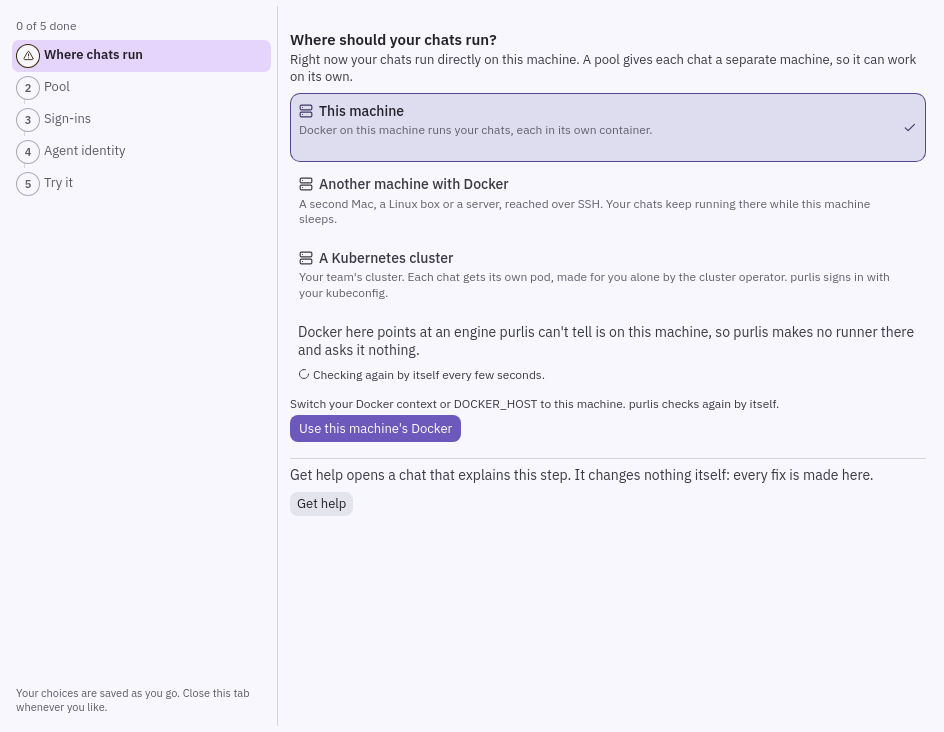 0 of 5 done
Where chats run
2 Pool
3 Sign-ins
4 Agent identity
5 Try it
Your choices are saved as you go. Close this tab
whenever you like.
Where should your chats run?
Right now your chats run directly on this machine. A pool gives each chat a separate machine, so it can work
on its own.
This machine
Docker on this machine runs your chats, each in its own container.
Another machine with Docker
A second Mac, a Linux box or a server, reached over SSH. Your chats keep running there while this machine
sleeps.
A Kubernetes cluster
Your team's cluster. Each chat gets its own pod, made for you alone by the cluster operator. purlis signs in with
your kubeconfig.
Docker here points at an engine purlis can't tell is on this machine, so purlis makes no runner there
and asks it nothing.
Checking again by itself every few seconds.
Switch your Docker context or DOCKER_HOST to this machine. purlis checks again by itself.
Use this machine's Docker
Get help opens a chat that explains this step. It changes nothing itself: every fix is made here.
Get help